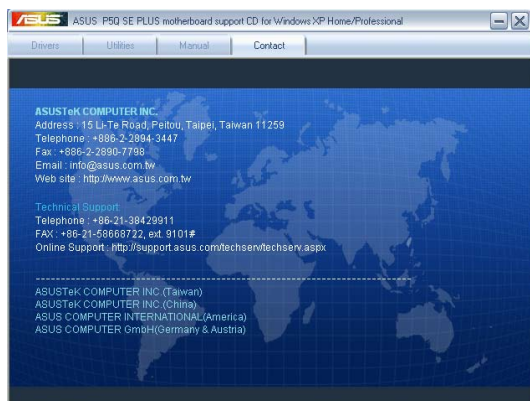 ASUS ASUS P5Q SE PLUS motherboard support CD for Windows XP Home/Professional
Drivers Utilities Manual Contact
ASUSTeK COMPUTER INC.
Address : 15 Li-Te Road, Peitou, Taipei, Taiwan 11259
Telephone : +886-2-2894-3447
Fax : +886-2-2890-7798
Email : info@asus.com.tw
Web site : http://www.asus.com.tw
Technical Support
Telephone : +86-21-38429911
FAX : +86-21-58668722, ext. 9101#
Online Support : http://support.asus.com/techserv/techserv.aspx
ASUSTeK COMPUTER INC.(Taiwan)
ASUSTeK COMPUTER INC.(China)
ASUS COMPUTER INTERNATIONAL(America)
ASUS COMPUTER GmbH(Germany & Austria)